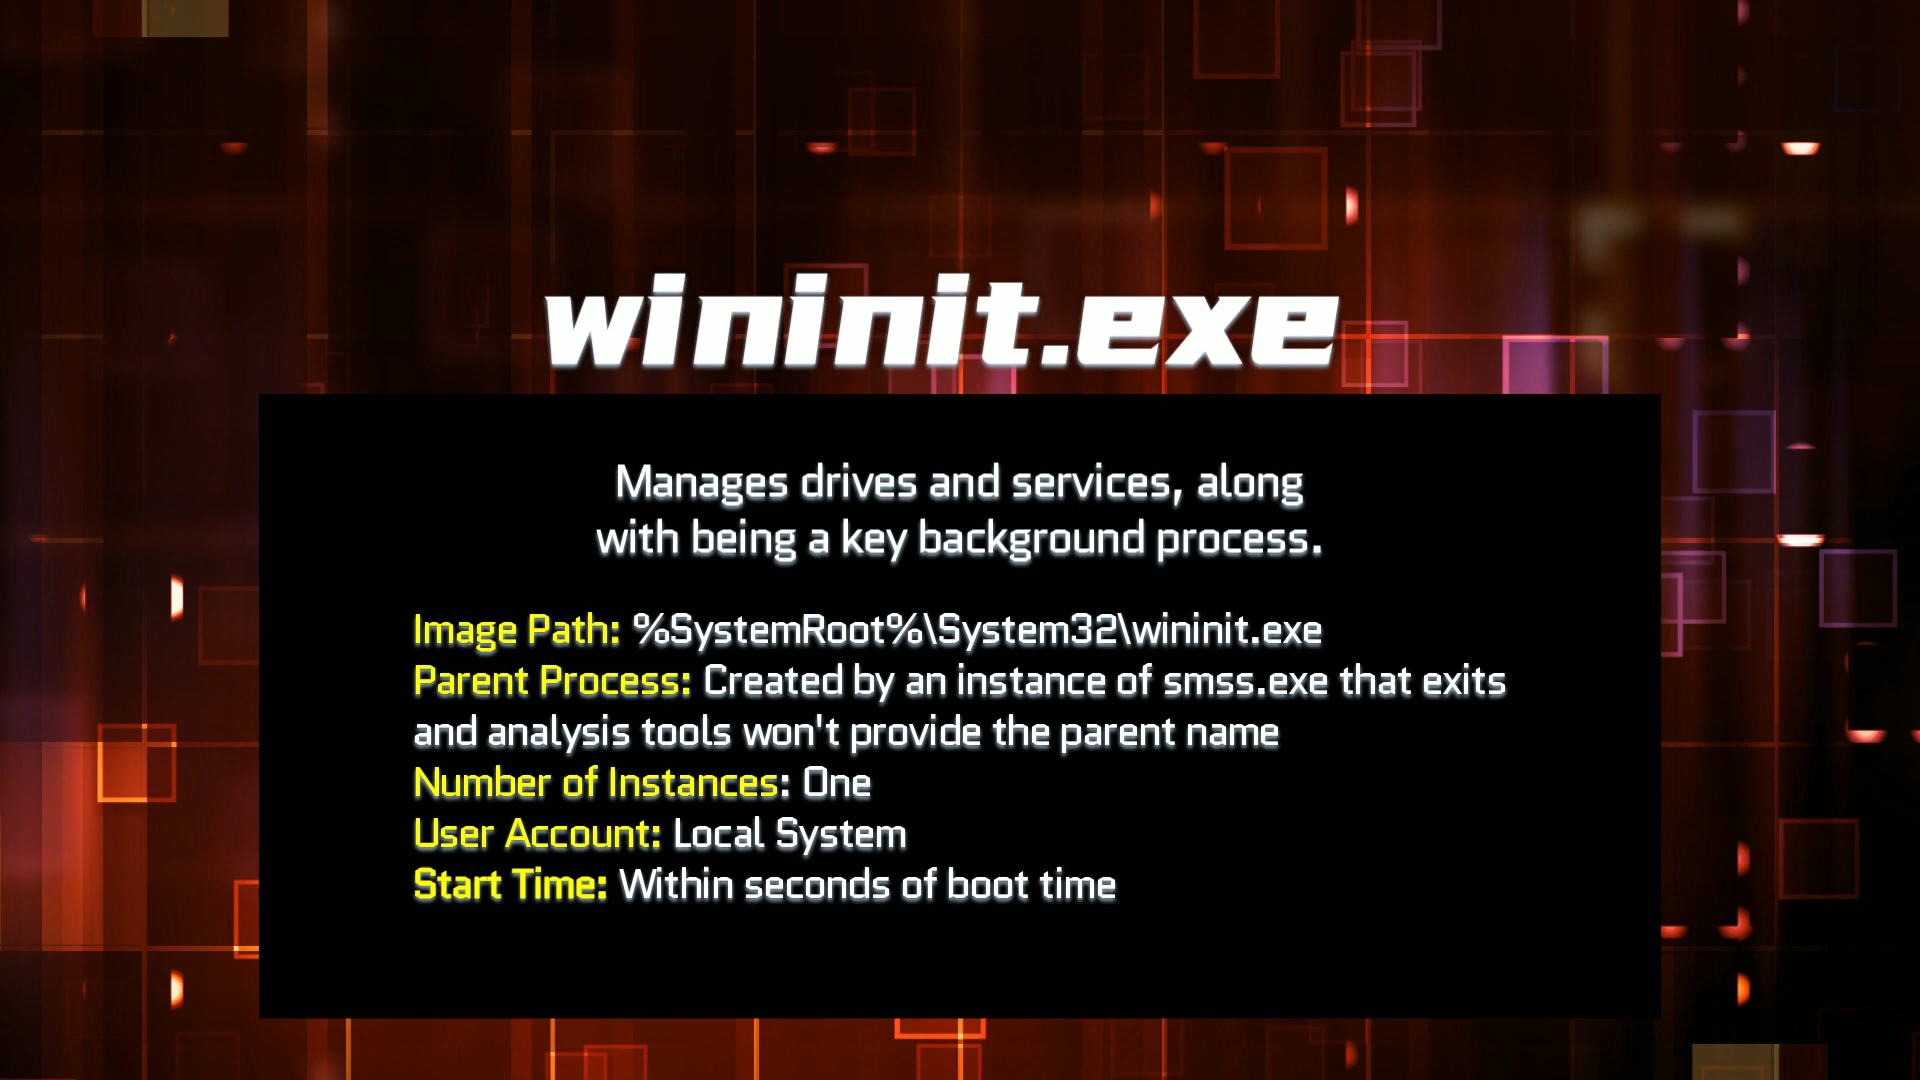 wininit.exe
Manages drives and services, along
with being a key background process.
Image Path: %SystemRoot%\System32\wininit.exe
Parent Process: Created by an instance of smss.exe that exits
and analysis tools won't provide the parent name
Number of Instances: One
User Account: Local System
Start Time: Within seconds of boot time